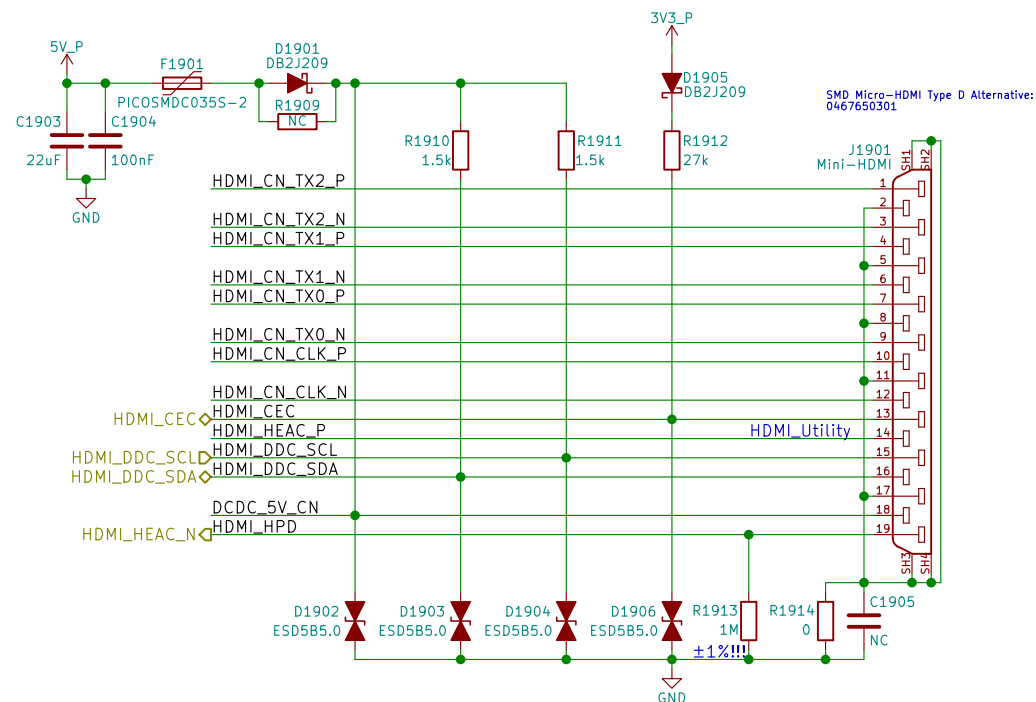 3V3_P
5V_P
D1901
DB2J209
F1901
PICOSMDC035S-2
R1909
NC
D1905
DB2J209
SMD Micro-HDMI Type D Alternative:
0467650301
C1903
22uF
C1904
100nF
GND
R1910
1.5k
R1911
1.5k
R1912
27k
J1901
Mini-HDMI
SH1
SH2
HDMI_CN_TX2_P
1
2
HDMI_CN_TX2_N
3
HDMI_CN_TX1_P
4
5
HDMI_CN_TX1_N
6
HDMI_CN_TX0_P
7
8
HDMI_CN_TX0_N
9
HDMI_CN_CLK_P
10
11
HDMI_CN_CLK_N
12
HDMI_CEC
HDMI_CEC
13
HDMI_HEAC_P
HDMI_Utility
14
HDMI_DDC_SCL
HDMI_DDC_SCL
15
HDMI_DDC_SDA
HDMI_DDC_SDA
16
17
DCDC_5V_CN
18
HDMI_HEAC_N
HDMI_HPD
19
SH3
SH4
D1902
ESD5B5.0
D1903
ESD5B5.0
D1904
ESD5B5.0
D1906
ESD5B5.0
R1913
1M
±1%!!!
R1914
0
C1905
NC
GND